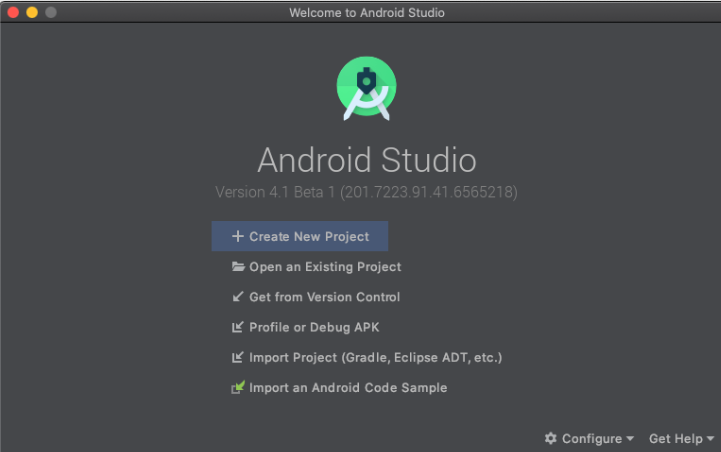 Welcome to Android Studio
Android Studio
Version 4.1 Beta 1 (201.7223.91.41.6565218)
Create New Project
Open an Existing Project
Get from Version Control
Profile or Debug APK
Import Project (Gradle, Eclipse ADT, etc.)
Import an Android Code Sample
Configure Get Help